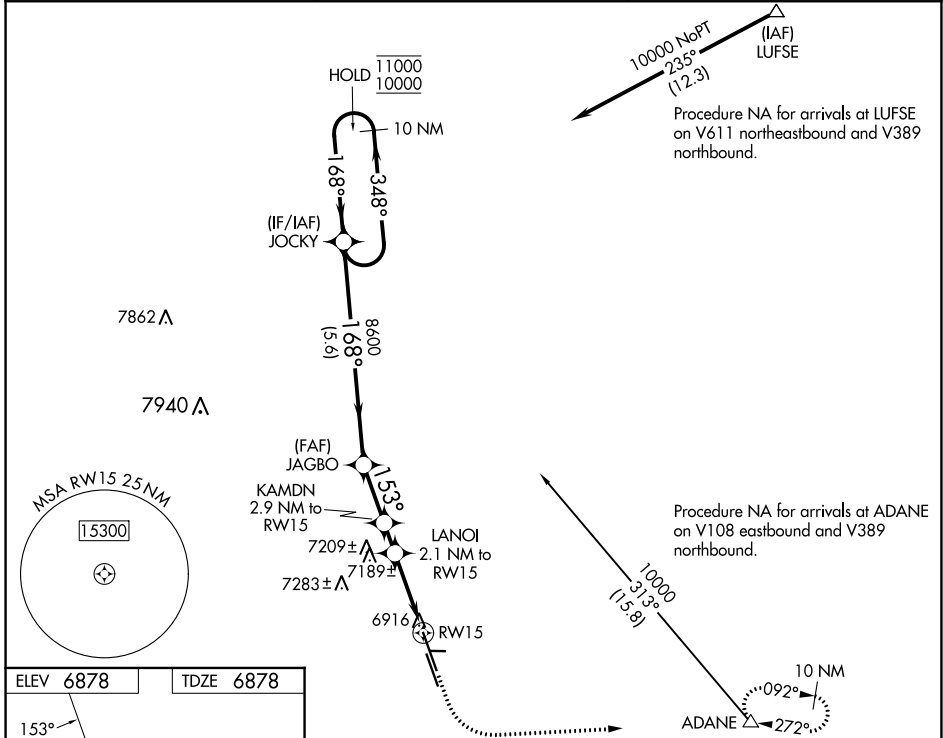 (IAF)
LUFSE
10000 NoPT
235°
(12.3)
Procedure NA for arrivals at LUFSE
on V611 northeastbound and V389
northbound.
HOLD
11000
10000
10 NM
168°
348°
(IF/IAF)
JOCKY
8600
168°
(5.6)
7862
7940
(FAF)
JAGBO
153°
KAMDN
2.9 NM to
RW15
LANOI
2.1 NM to
RW15
7209±
7189±
7283±
6916
RW15
MSA RW15 25 NM
15300
Procedure NA for arrivals at ADANE
on V108 eastbound and V389
northbound.
10000
313°
(15.8)
10 NM
092°
272°
ADANE
ELEV 6878
TDZE 6878
153°